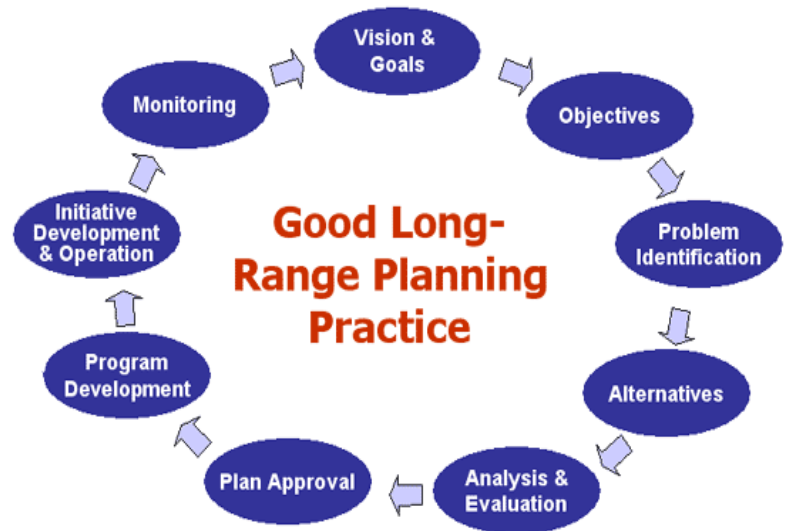 Vision &
Goals
Objectives
Problem
Identification
Alternatives
Analysis &
Evaluation
Plan Approval
Program
Development
Initiative
Development
& Operation
Monitoring
Good Long-
Range Planning
Practice